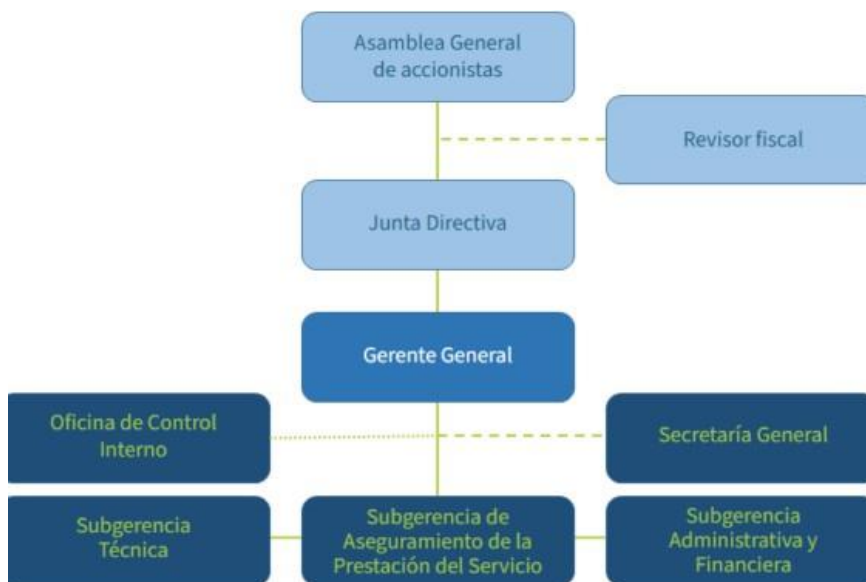 Asamblea General
de accionistas
Revisor fiscal
Junta Directiva
Gerente General
Oficina de Control
Interno
Secretaría General
Subgerencia
Técnica
Subgerencia de
Aseguramiento de la
Prestación del Servicio
Subgerencia
Administrativa y
Financiera